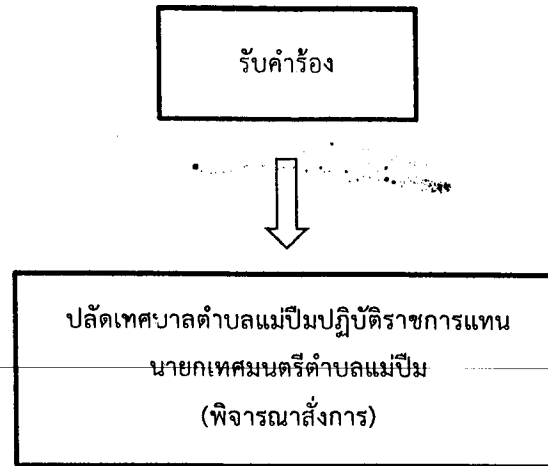 รับคำร้อง
ปลัดเทศบาลตำบลแม่ปืมปฏิบัติราชการแทน
นายกเทศมนตรีตำบลแม่ปืม
(พิจารณาสั่งการ)